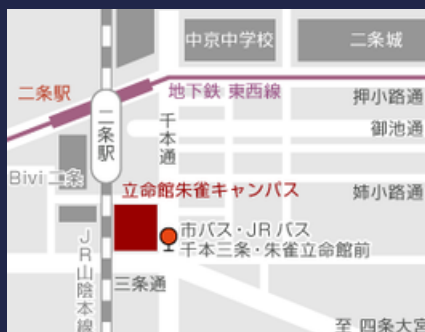 中京中学校
二条城
二条駅
地下鉄 東西線
押小路通
二条駅
千本通
御池通
Bivi 二条
立命館朱雀キャンパス
姉小路通
市バス・JRバス
千本三条・朱雀立命館前
JR山陰本線
三条通
至 四条大宮